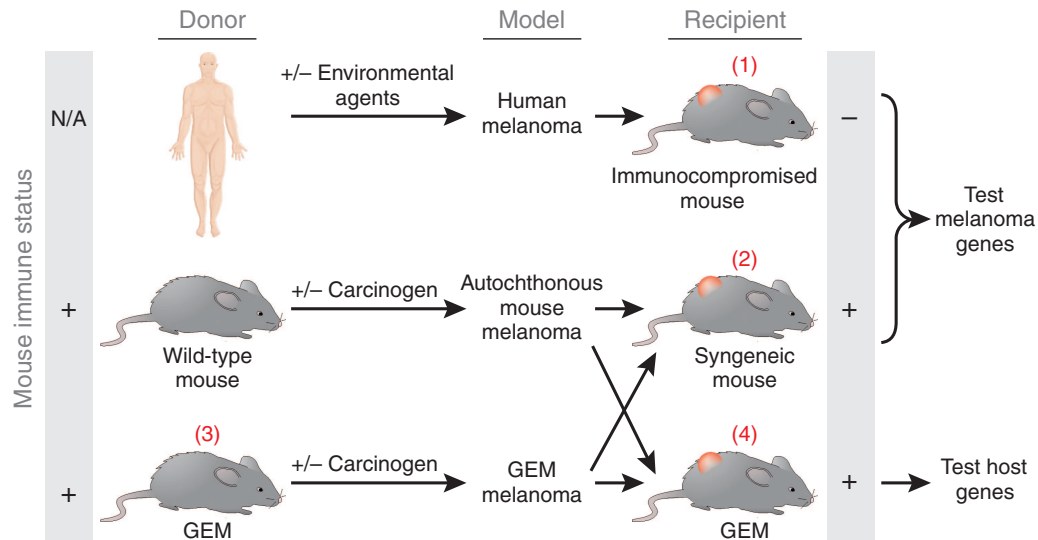 Donor
Model
Recipient
Mouse immune status
N/A
+/– Environmental
agents
Human
melanoma
(1)
Immunocompromised
mouse
–
Test
melanoma
genes
+
Wild-type
mouse
+/– Carcinogen
Autochthonous
mouse
melanoma
(2)
Syngeneic
mouse
+
(3)
+
GEM
+/– Carcinogen
GEM
melanoma
(4)
GEM
+
Test host
genes